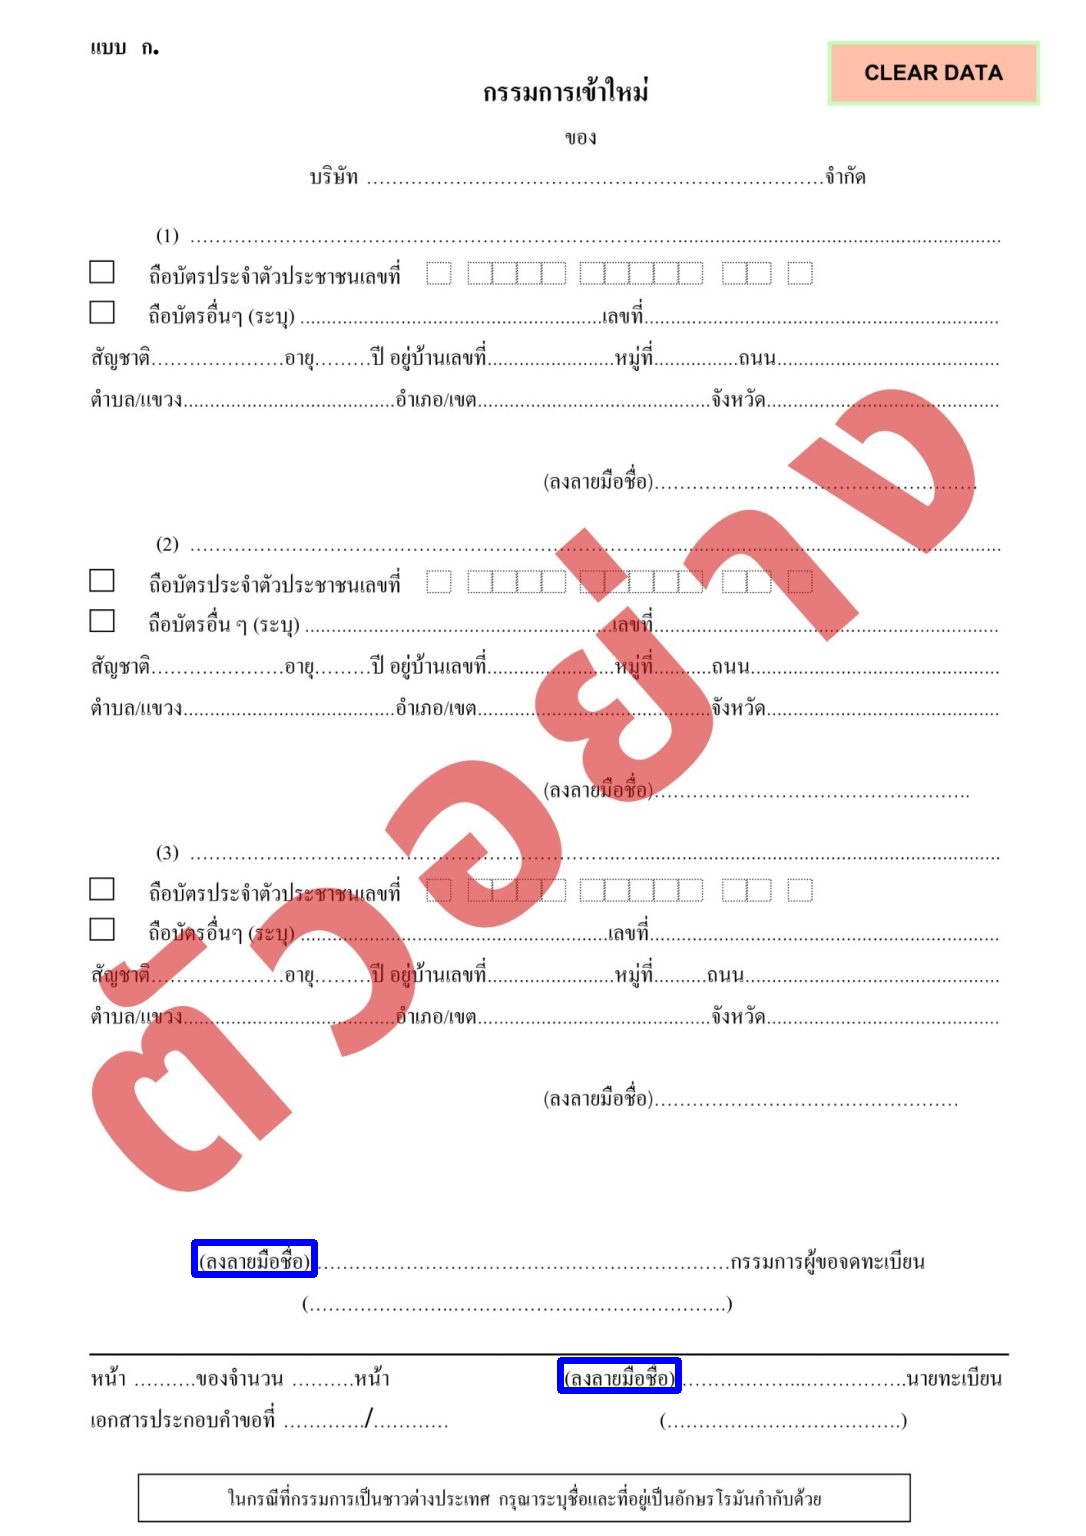 แบบ ก.
CLEAR DATA
กรรมการเข้าใหม่
ของ
บริษัท ........................................................................จำกัด
(1) ................................................................................................................................
ถือบัตรประจำตัวประชาชนเลขที่
ถือบัตรอื่นๆ (ระบุ) .........................................................เลขที่...................................................................
สัญชาติ.....................อายุ.........ปี อยู่บ้านเลขที่........................หมู่ที่................ถนน..........................................
ตำบล/แขวง........................................อำเภอ/เขต............................................จังหวัด............................................
(ลงลายมือชื่อ)...................................................
(2) ................................................................................................................................
ถือบัตรประจำตัวประชาชนเลขที่
ถือบัตรอื่น ๆ (ระบุ) ..........................................................เลขที่.................................................................
สัญชาติ.....................อายุ.........ปี อยู่บ้านเลขที่........................หมู่ที่...........ถนน...............................................
ตำบล/แขวง........................................อำเภอ/เขต............................................จังหวัด............................................
(ลงลายมือชื่อ)..................................................
(3) ................................................................................................................................
ถือบัตรประจำตัวประชาชนเลขที่
ถือบัตรอื่นๆ (ระบุ) ..........................................................เลขที่..................................................................
สัญชาติ.....................อายุ.........ปี อยู่บ้านเลขที่........................หมู่ที่..........ถนน................................................
ตำบล/แขวง........................................อำเภอ/เขต............................................จังหวัด............................................
(ลงลายมือชื่อ)................................................
ตัวอย่าง
(ลงลายมือชื่อ)..................................................................กรรมการผู้ขอจดทะเบียน
(...................................................................)
หน้า ..........ของจำนวน ..........หน้า
(ลงลายมือชื่อ)....................................นายทะเบียน
เอกสารประกอบคำขอที่ ............./............
(.....................................)
ในกรณีที่กรรมการเป็นชาวต่างประเทศ กรุณาระบุชื่อและที่อยู่เป็นอักษรโรมันกำกับด้วย